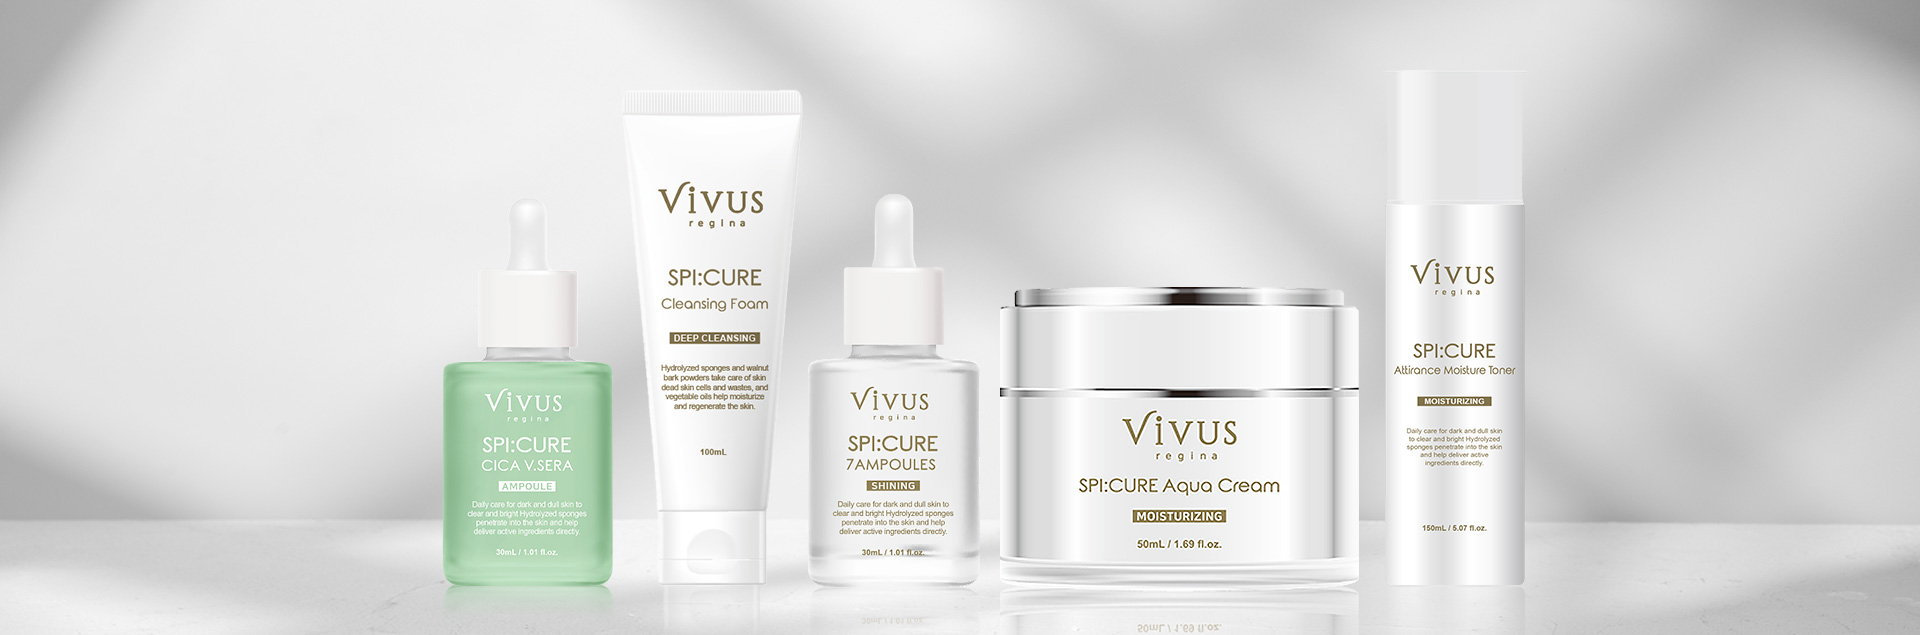 Vivus
regina
SPI:CURE
CICA V.SERA
AMPOULE
Daily care for dark and dull skin to
clear and bright Hydrolyzed sponges
penetrate into the skin and help
deliver active ingredients directly.
30mL / 1.01 fl.oz.
Vivus
regina
SPI:CURE
Cleansing Foam
DEEP CLEANSING
Hydrolyzed sponges and walnut
bark powders take care of skin
dead skin cells and wastes, and
vegetable oils help moisturize
and regenerate the skin.
100mL
Vivus
regina
SPI:CURE
7AMPOULES
SHINING
Daily care for dark and dull skin to
clear and bright Hydrolyzed sponges
penetrate into the skin and help
deliver active ingredients directly.
30mL / 1.01 fl.oz.
Vivus
regina
SPI:CURE Aqua Cream
MOISTURIZING
50mL / 1.69 fl.oz.
Vivus
regina
SPI:CURE
Attirance Moisture Toner
MOISTURIZING
Daily care for dark and dull skin
to clear and bright Hydrolyzed
sponges penetrate into the skin
and help deliver active
ingredients directly.
150mL / 5.07 fl.oz.